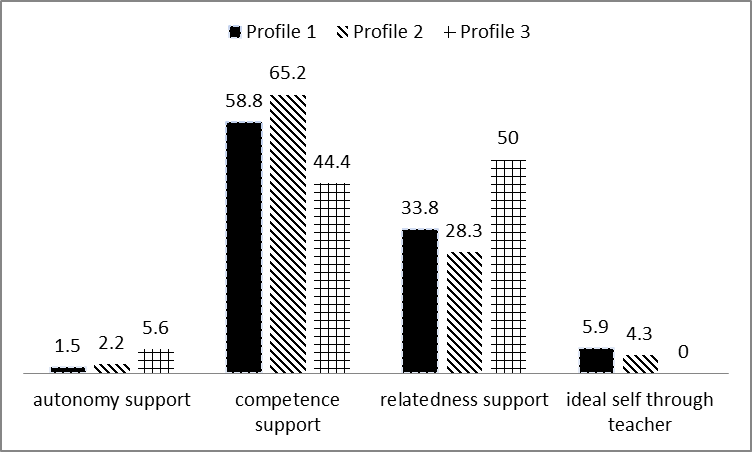 Profile 1 Profile 2 Profile 3
65.2
58.8
50
44.4
33.8
28.3
5.6
5.9
4.3
1.5
2.2
0
autonomy support
competence
support
relatedness support
ideal self through
teacher